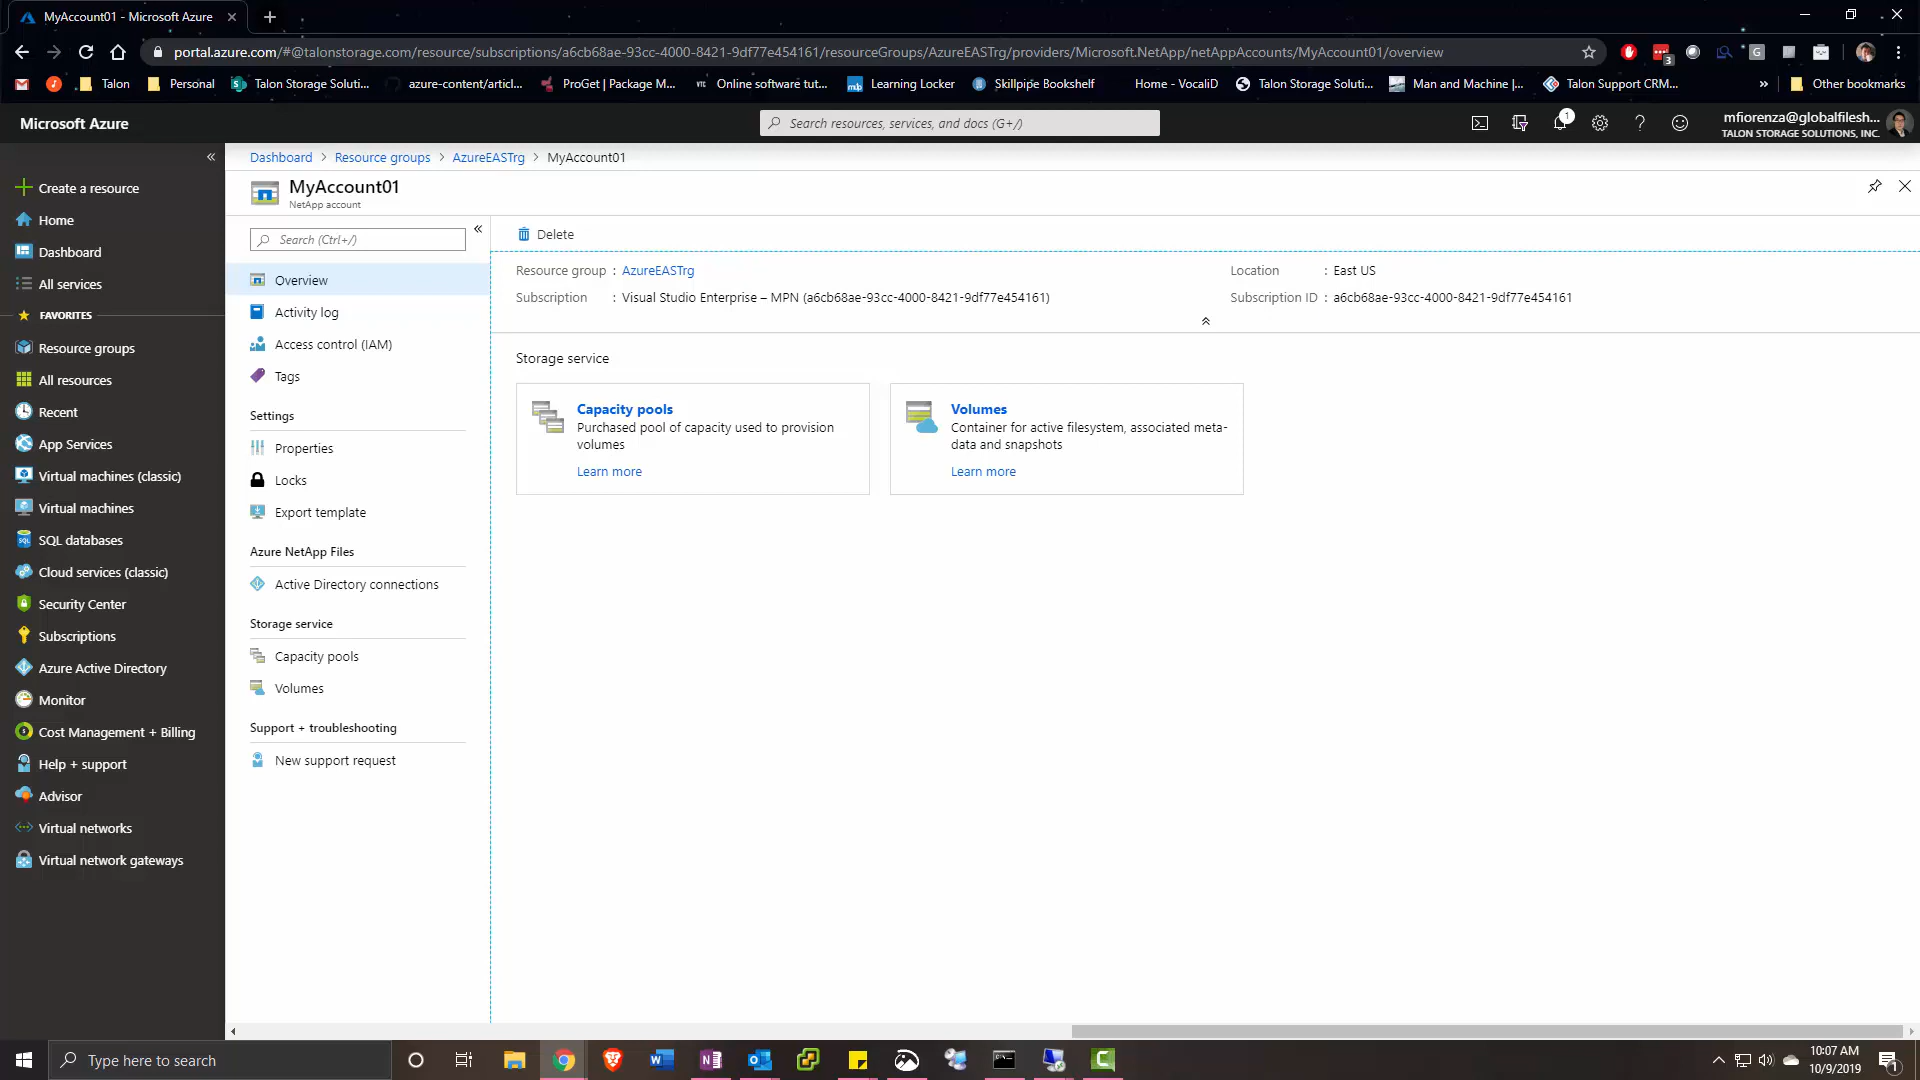 MyAccount01 - Microsoft Azure
portal.azure.com/#@talonstorage.com/resource/subscriptions/a6cb68ae-93cc-4000-8421-9df77e454161/resourceGroups/AzureEASTrg/providers/Microsoft.NetApp/netAppAccounts/MyAccount01/overview
3
G
Talon
Personal
Talon Storage Soluti...
azure-content/articl...
ProGet | Package M...
Online software tut...
Learning Locker
Skillpipe Bookshelf
Home - VocaliD
Talon Storage Soluti...
Man and Machine |...
Talon Support CRM...
Other bookmarks
Microsoft Azure
Search resources, services, and docs (G+/)
1
mfiorenza@globalfilesh...
TALON STORAGE SOLUTIONS, INC.
Create a resource
Home
Dashboard
All services
FAVORITES
Resource groups
All resources
Recent
App Services
Virtual machines (classic)
Virtual machines
SQL databases
Cloud services (classic)
Security Center
Subscriptions
Azure Active Directory
Monitor
Cost Management + Billing
Help + support
Advisor
Virtual networks
Virtual network gateways
Dashboard > Resource groups > AzureEASTrg > MyAccount01
MyAccount01
NetApp account
Search (Ctrl+/)
Overview
Activity log
Access control (IAM)
Tags
Settings
Properties
Locks
Export template
Azure NetApp Files
Active Directory connections
Storage service
Capacity pools
Volumes
Support + troubleshooting
New support request
Delete
Resource group : AzureEASTrg
Subscription : Visual Studio Enterprise – MPN (a6cb68ae-93cc-4000-8421-9df77e454161)
Location : East US
Subscription ID : a6cb68ae-93cc-4000-8421-9df77e454161
Storage service
Capacity pools
Purchased pool of capacity used to provision
volumes
Learn more
Volumes
Container for active filesystem, associated meta-
data and snapshots
Learn more
Type here to search
10:07 AM
10/9/2019
1